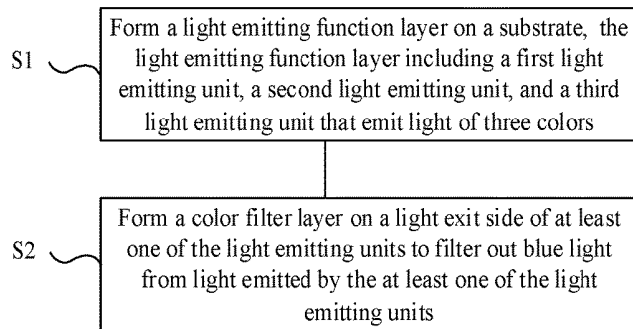 Form a light emitting function layer on a substrate, the
light emitting function layer including a first light
S1
emitting unit, a second light emitting unit, and a third
light emitting unit that emit light of three colors
Form a color filter layer on a light exit side of at least
S2
one of the light emitting units to filter out blue light
from light emitted by the at least one of the light
emitting units